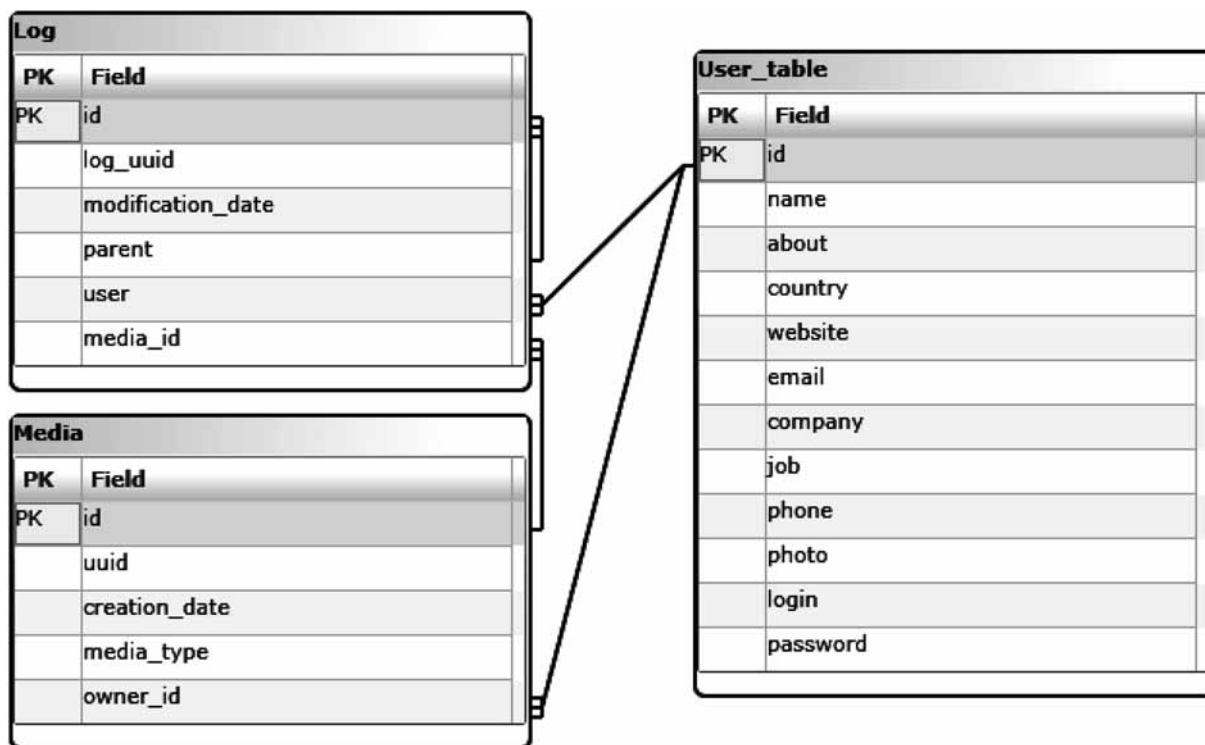 Log
PK Field
PK id
log_uuid
modification_date
parent
user
media_id
Media
PK Field
PK id
uuid
creation_date
media_type
owner_id
User_table
PK Field
PK id
name
about
country
website
email
company
job
phone
photo
login
password